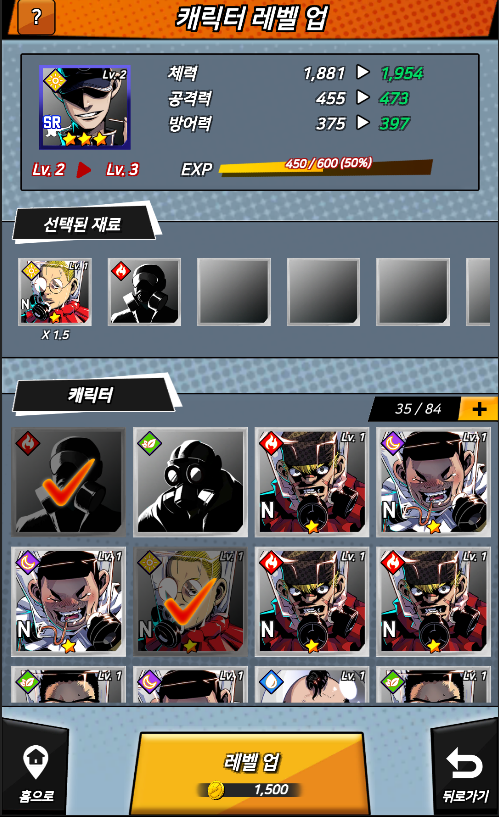 ?
캐릭터 레벨 업
Lv. 2
SR
체력 1,881 1,954
공격력 455 473
방어력 375 397
Lv. 2 Lv. 3 EXP 450 / 600 (50%)
선택된 재료
Lv. 1
N
X 1.5
캐릭터
35 / 84 +
Lv. 1 Lv. 1
N N
Lv. 1 Lv. 1 Lv. 1 Lv. 1
N N N N
Lv. 1 Lv. 1 Lv. 1 Lv. 1
레벨 업
1,500
홈으로
뒤로가기